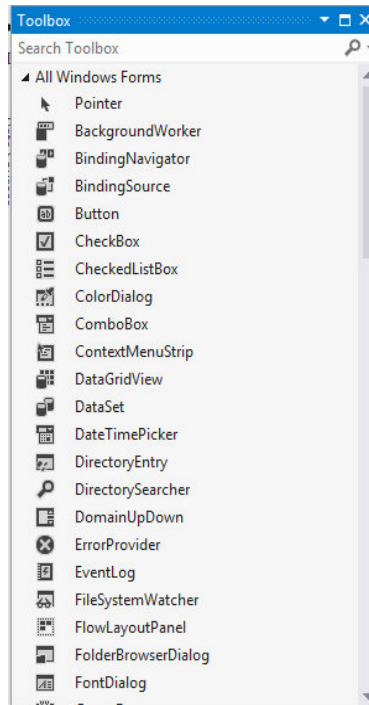 Toolbox
Search Toolbox
All Windows Forms
Pointer
BackgroundWorker
BindingNavigator
BindingSource
Button
CheckBox
CheckedListBox
ColorDialog
ComboBox
ContextMenuStrip
DataGridView
DataSet
DateTimePicker
DirectoryEntry
DirectorySearcher
DomainUpDown
ErrorProvider
EventLog
FileSystemWatcher
FlowLayoutPanel
FolderBrowserDialog
FontDialog